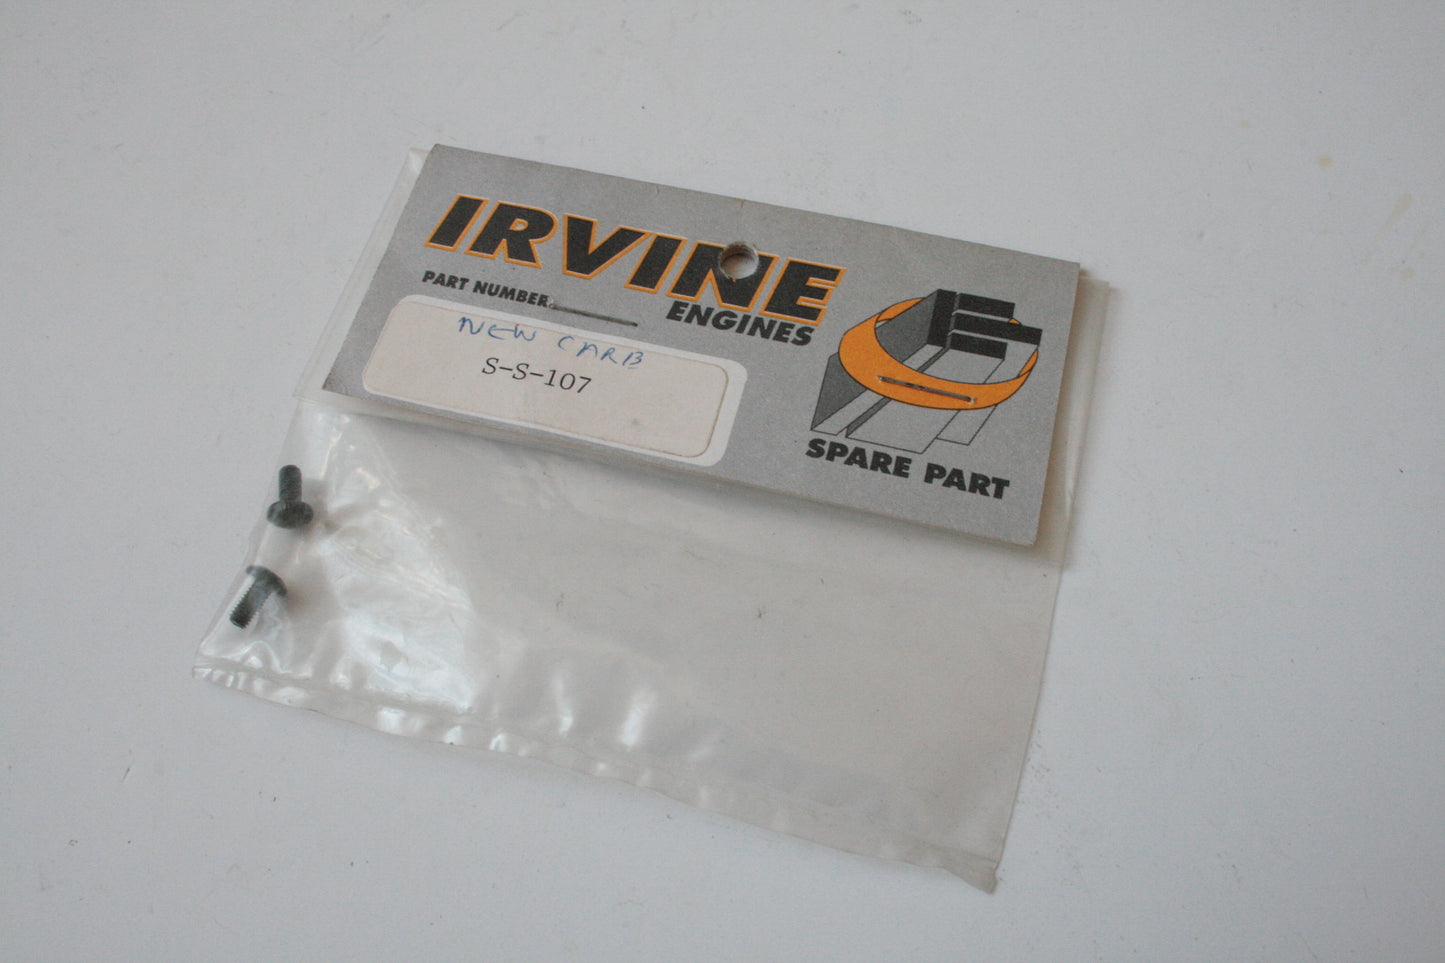 IRVINE
ENGINES
PART NUMBER
NEW CARB
S-S-107
SPARE PART